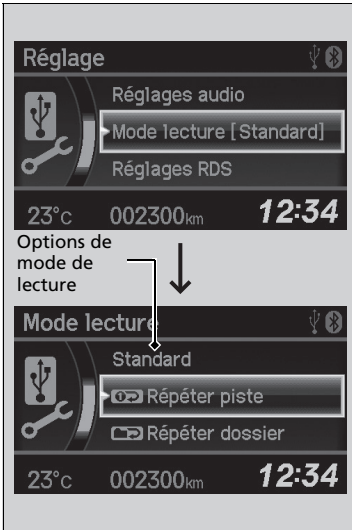 Réglage
Réglages audio
Mode lecture [Standard]
Réglages RDS
23°c 002300km 12:34
Options de
mode de
lecture
Mode lecture
Standard
Répéter piste
Répéter dossier
23°c 002300km 12:34